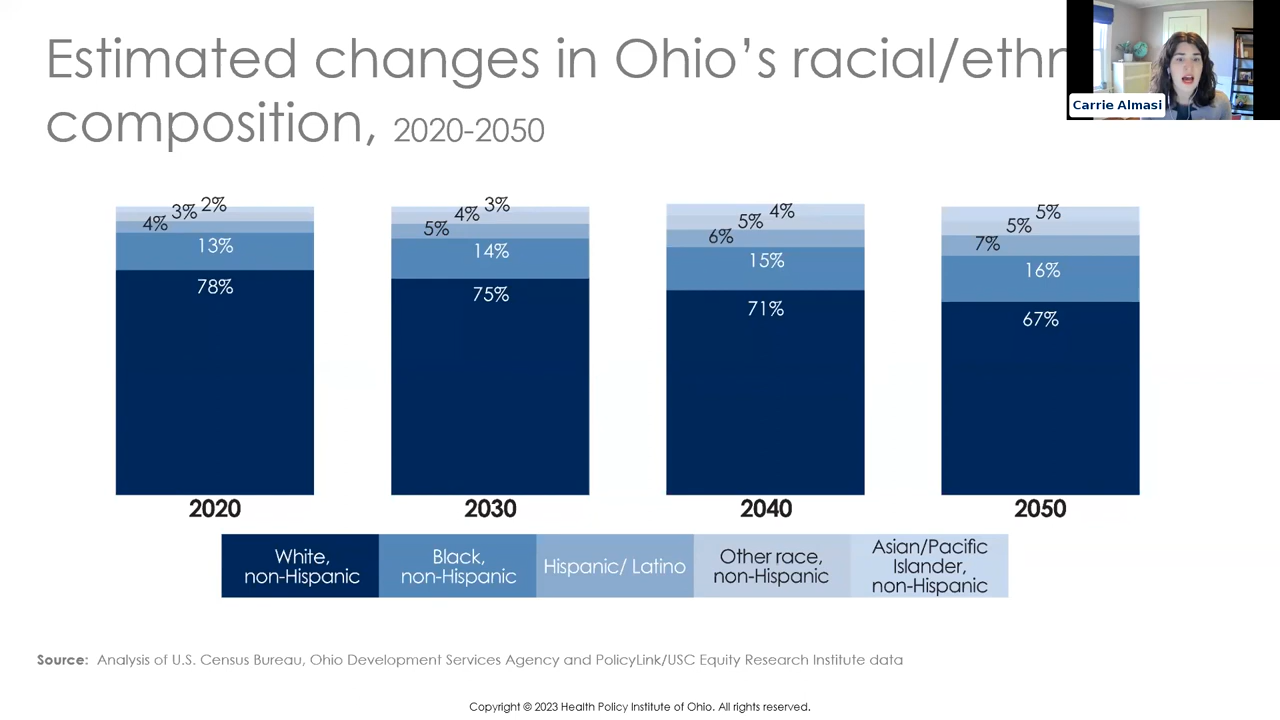 Estimated changes in Ohio's racial/ethn
composition, 2020-2050
Carrie Almasi
4% 3% 2%
13%
78%
5% 4% 3%
14%
75%
6% 5% 4%
15%
71%
7% 5% 5%
16%
67%
2020
2030
2040
2050
White,
non-Hispanic
Black,
non-Hispanic
Hispanic/ Latino
Other race,
non-Hispanic
Asian/Pacific
Islander,
non-Hispanic
Source: Analysis of U.S. Census Bureau, Ohio Development Services Agency and PolicyLink/USC Equity Research Institute data
Copyright © 2023 Health Policy Institute of Ohio. All rights reserved.